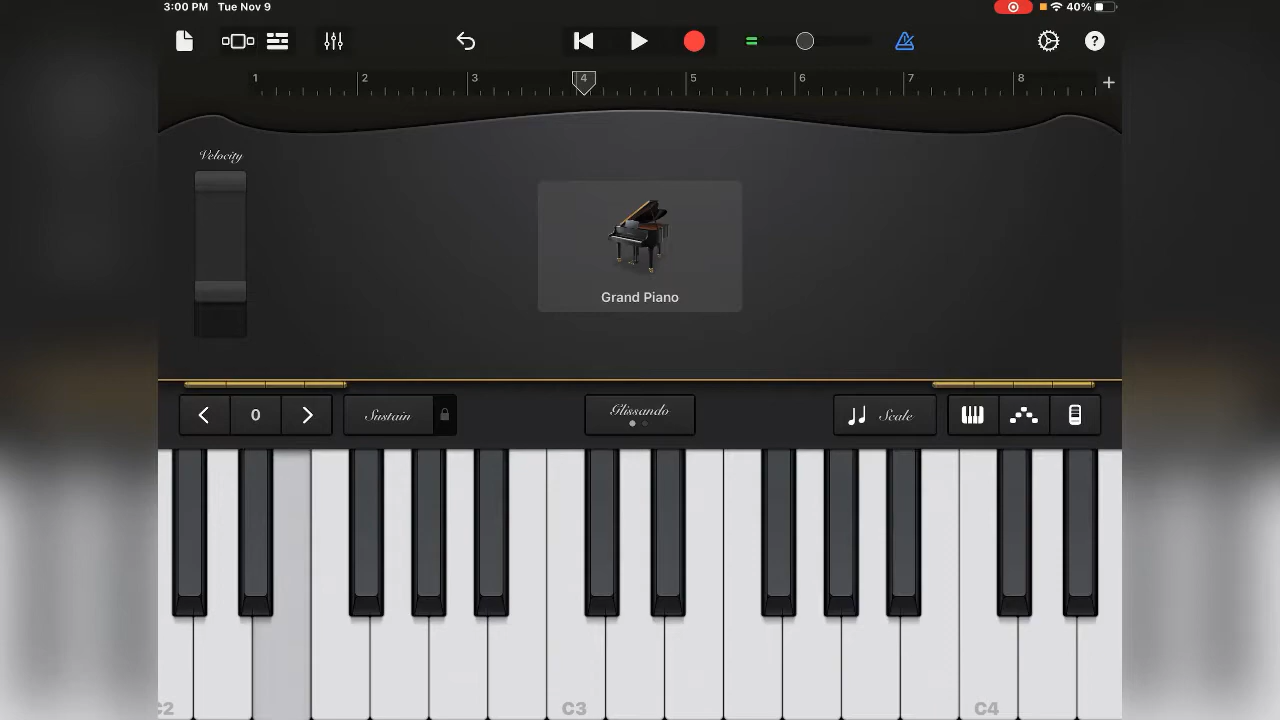 3:00 PM Tue Nov 9
40%
1 2 3 4 5 6 7 8 +
Velocity
Grand Piano
0
Sustain
Glissando
Scale
C2
C3
C4